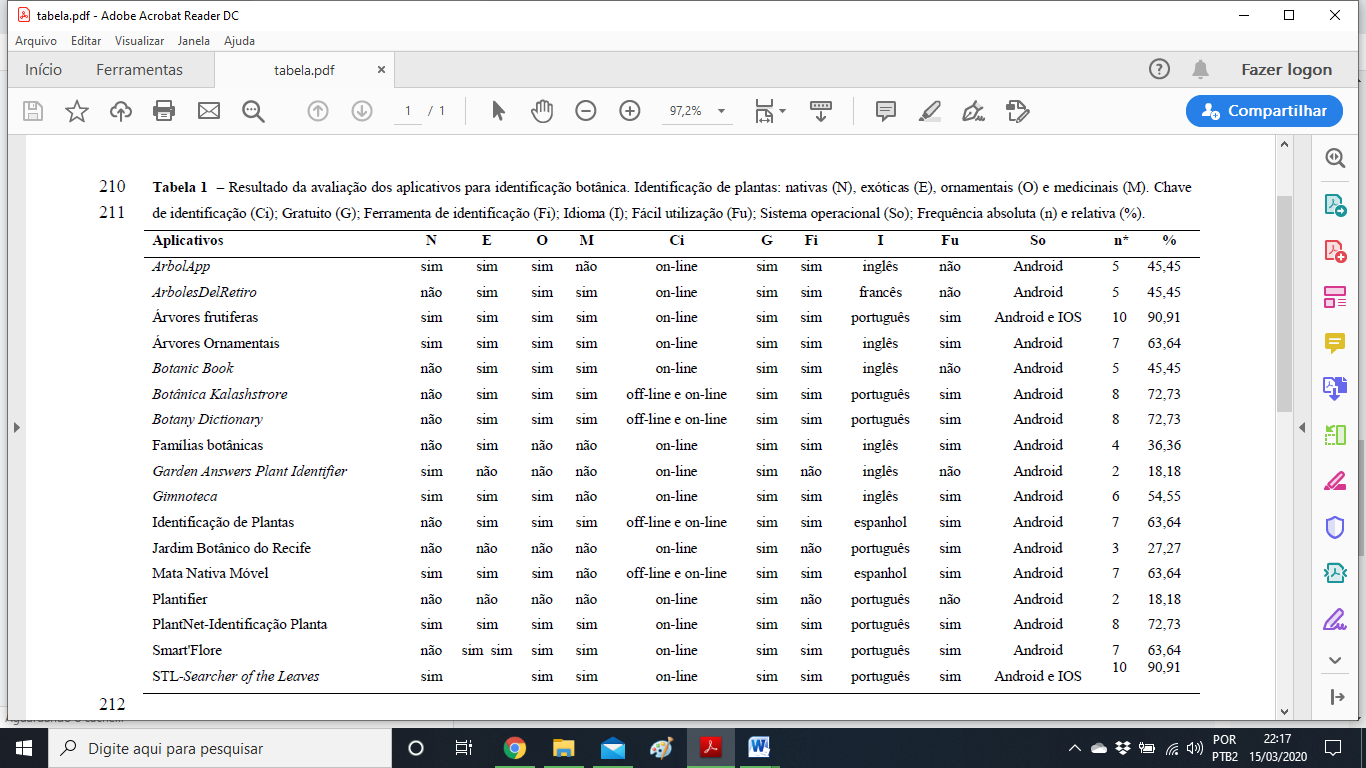 tabela.pdf - Adobe Acrobat Reader DC
Arquivo Editar Visualizar Janela Ajuda
Início Ferramentas tabela.pdf × Fazer logon
1 / 1 97,2% Compartilhar
210 Tabela 1 – Resultado da avaliação dos aplicativos para identificação botânica. Identificação de plantas: nativas (N), exóticas (E), ornamentais (O) e medicinais (M). Chave
211 de identificação (Ci); Gratuito (G); Ferramenta de identificação (Fi); Idioma (I); Fácil utilização (Fu); Sistema operacional (So); Frequência absoluta (n) e relativa (%).
Aplicativos N E O M Ci G Fi I Fu So n* %
ArbolApp sim sim sim não on-line sim sim inglês não Android 5 45,45
ArbolesDelRetiro não sim sim sim on-line sim sim francês não Android 5 45,45
Árvores frutíferas sim sim sim sim on-line sim sim português sim Android e IOS 10 90,91
Árvores Ornamentais sim sim sim sim on-line sim sim inglês sim Android 7 63,64
Botanic Book não sim sim sim on-line sim sim inglês não Android 5 45,45
Botânica Kalashstrore não sim sim sim off-line e on-line sim sim português sim Android 8 72,73
Botany Dictionary não sim sim sim off-line e on-line sim sim português sim Android 8 72,73
Famílias botânicas não sim não não on-line sim sim inglês sim Android 4 36,36
Garden Answers Plant Identifier sim não não não on-line sim não inglês não Android 2 18,18
Gimnoteca sim sim sim não on-line sim sim inglês sim Android 6 54,55
Identificação de Plantas não sim sim sim off-line e on-line sim sim espanhol sim Android 7 63,64
Jardim Botânico do Recife não não não não on-line sim não português sim Android 3 27,27
Mata Nativa Móvel sim sim sim não off-line e on-line sim sim espanhol sim Android 7 63,64
Plantifier não não não não on-line sim não português não Android 2 18,18
PlantNet-Identificação Planta sim sim sim sim on-line sim sim português sim Android 8 72,73
Smart'Flore não sim sim sim sim on-line sim sim português sim Android 7 63,64
STL-Searcher of the Leaves sim sim sim on-line sim sim português sim Android e IOS 10 90,91
212
Digite aqui para pesquisar
POR
PTB2
22:17
15/03/2020